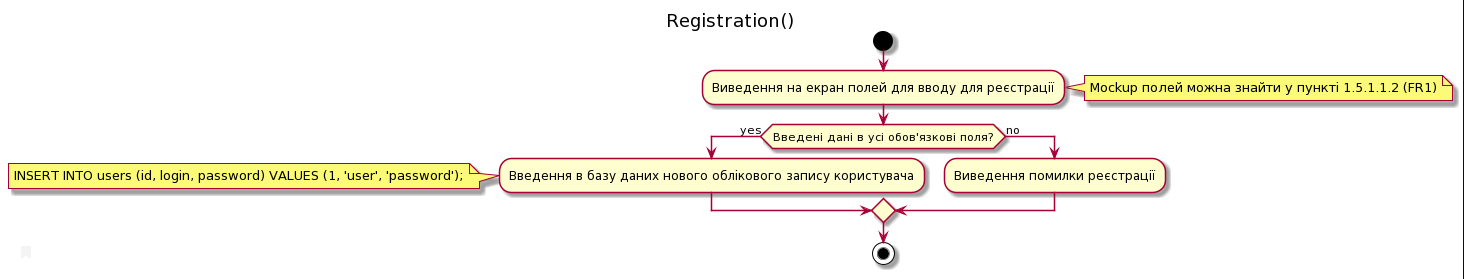 Registration()
Виведення на екран полей для вводу для реєстрації
Mockup полей можна знайти у пункті 1.5.1.1.2 (FR1)
yes
Введені дані в усі обов'язкові поля?
no
INSERT INTO users (id, login, password) VALUES (1, 'user', 'password');
Введення в базу даних нового облікового запису користувача
Виведення помилки реєстрації